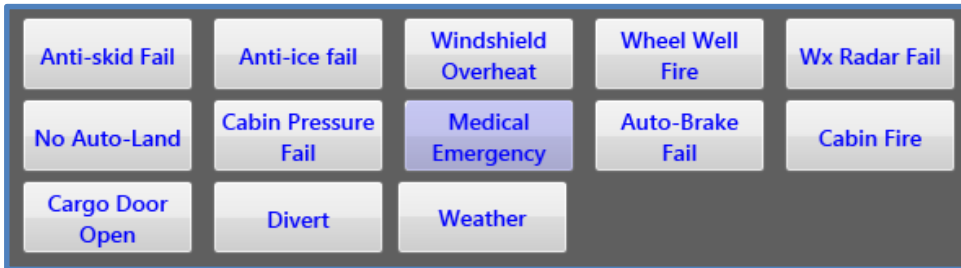 Anti-skid Fail
Anti-ice fail
Windshield
Overheat
Wheel Well
Fire
Wx Radar Fail
No Auto-Land
Cabin Pressure
Fail
Medical
Emergency
Auto-Brake
Fail
Cabin Fire
Cargo Door
Open
Divert
Weather